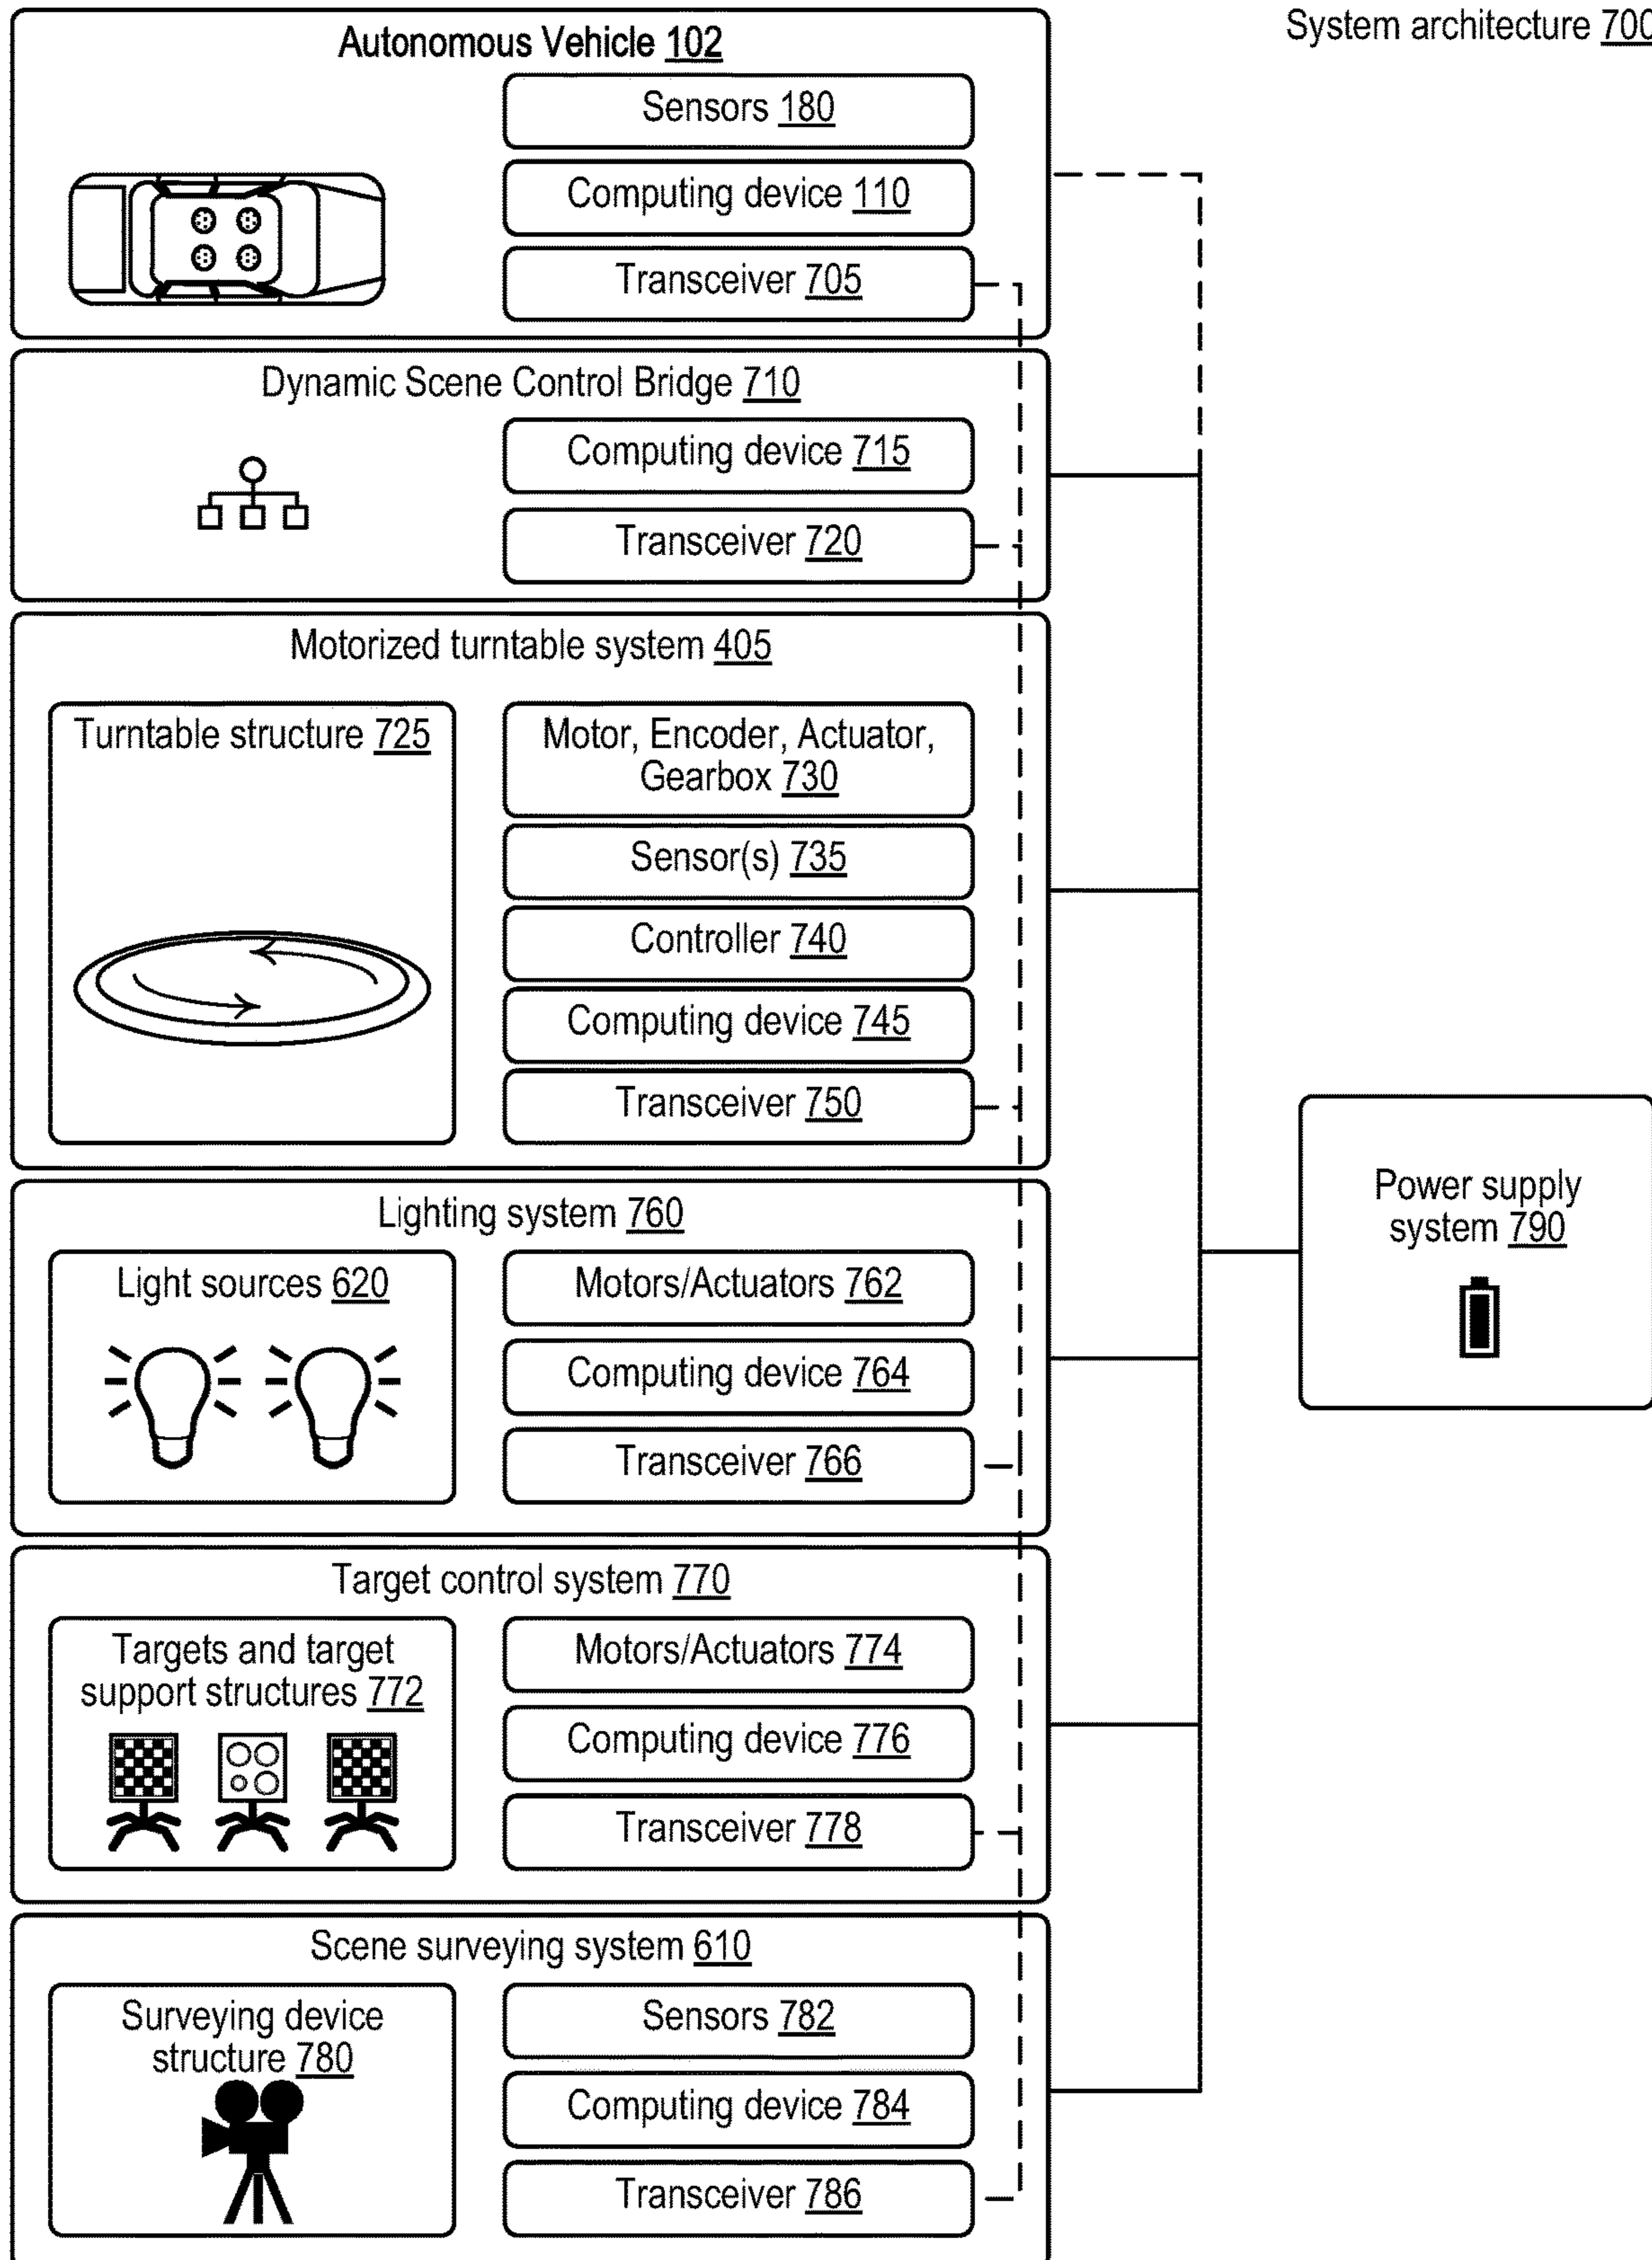 System architecture 700
Autonomous Vehicle 102
Sensors 180
Computing device 110
Transceiver 705
Dynamic Scene Control Bridge 710
Computing device 715
Transceiver 720
Motorized turntable system 405
Turntable structure 725
Motor, Encoder, Actuator,
Gearbox 730
Sensor(s) 735
Controller 740
Computing device 745
Transceiver 750
Lighting system 760
Light sources 620
Motors/Actuators 762
Computing device 764
Transceiver 766
Target control system 770
Targets and target
support structures 772
Motors/Actuators 774
Computing device 776
Transceiver 778
Scene surveying system 610
Surveying device
structure 780
Sensors 782
Computing device 784
Transceiver 786
Power supply
system 790